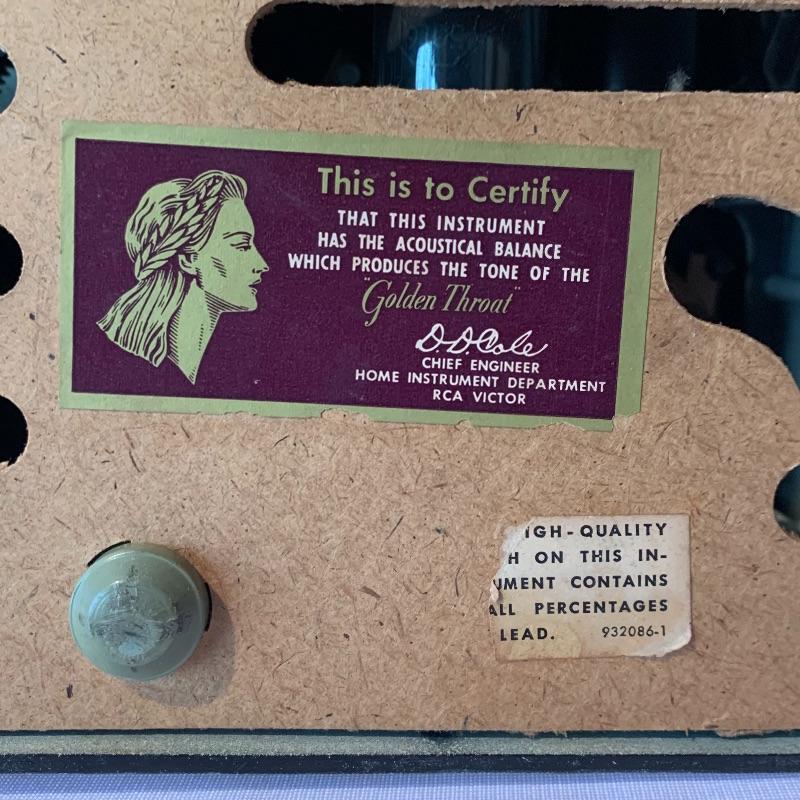 This is to Certify
THAT THIS INSTRUMENT
HAS THE ACOUSTICAL BALANCE
WHICH PRODUCES THE TONE OF THE
"Golden Throat"
D.D.Cole
CHIEF ENGINEER
HOME INSTRUMENT DEPARTMENT
RCA VICTOR
IGH-QUALITY
H ON THIS IN-
UMENT CONTAINS
ALL PERCENTAGES
LEAD. 932086-1